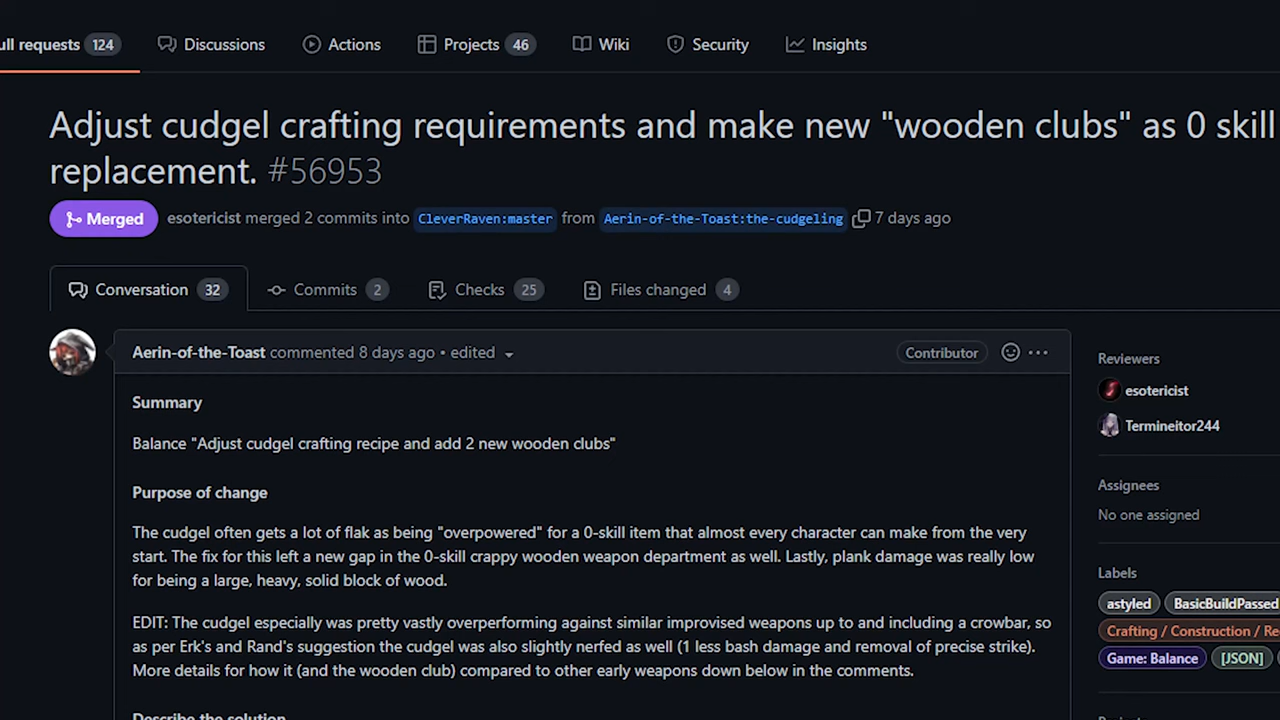 ull requests 124 Discussions Actions Projects 46 Wiki Security Insights
Adjust cudgel crafting requirements and make new "wooden clubs" as 0 skill
replacement. #56953
Merged esotericist merged 2 commits into CleverRaven:master from Aerin-of-the-Toast:the-cudgeling 7 days ago
Conversation 32 Commits 2 Checks 25 Files changed 4
Aerin-of-the-Toast commented 8 days ago • edited Contributor
Summary
Balance "Adjust cudgel crafting recipe and add 2 new wooden clubs"
Purpose of change
The cudgel often gets a lot of flak as being "overpowered" for a 0-skill item that almost every character can make from the very
start. The fix for this left a new gap in the 0-skill crappy wooden weapon department as well. Lastly, plank damage was really low
for being a large, heavy, solid block of wood.
EDIT: The cudgel especially was pretty vastly overperforming against similar improvised weapons up to and including a crowbar, so
as per Erk's and Rand's suggestion the cudgel was also slightly nerfed as well (1 less bash damage and removal of precise strike).
More details for how it (and the wooden club) compared to other early weapons down below in the comments.
Describe the solution
Reviewers
esotericist
Termineitor244
Assignees
No one assigned
Labels
astyled BasicBuildPassed
Crafting / Construction / Re
Game: Balance [JSON]